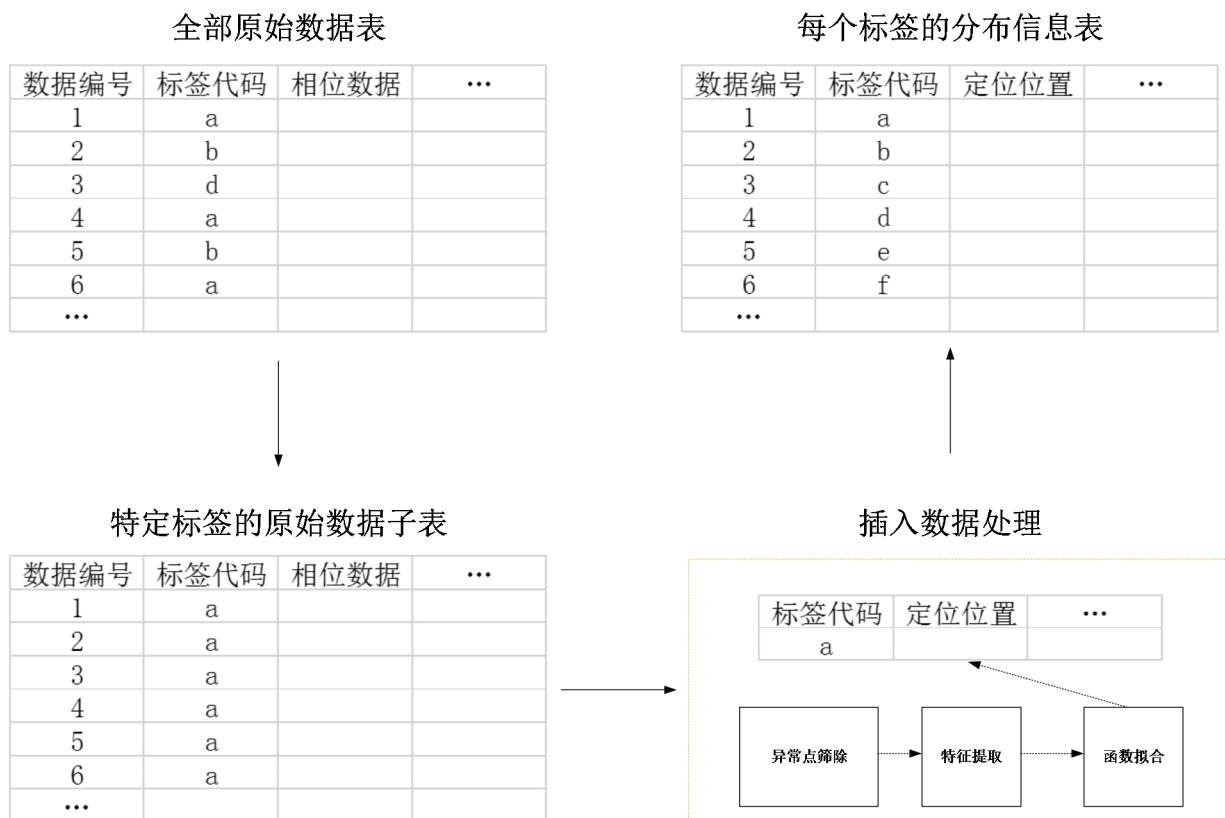 全部原始数据表
数据编号 标签代码 相位数据 …
1 a
2 b
3 d
4 a
5 b
6 a
…
每个标签的分布信息表
数据编号 标签代码 定位位置 …
1 a
2 b
3 c
4 d
5 e
6 f
…
特定标签的原始数据子表
数据编号 标签代码 相位数据 …
1 a
2 a
3 a
4 a
5 a
6 a
…
插入数据处理
标签代码 定位位置 …
a
异常点筛除 特征提取 函数拟合